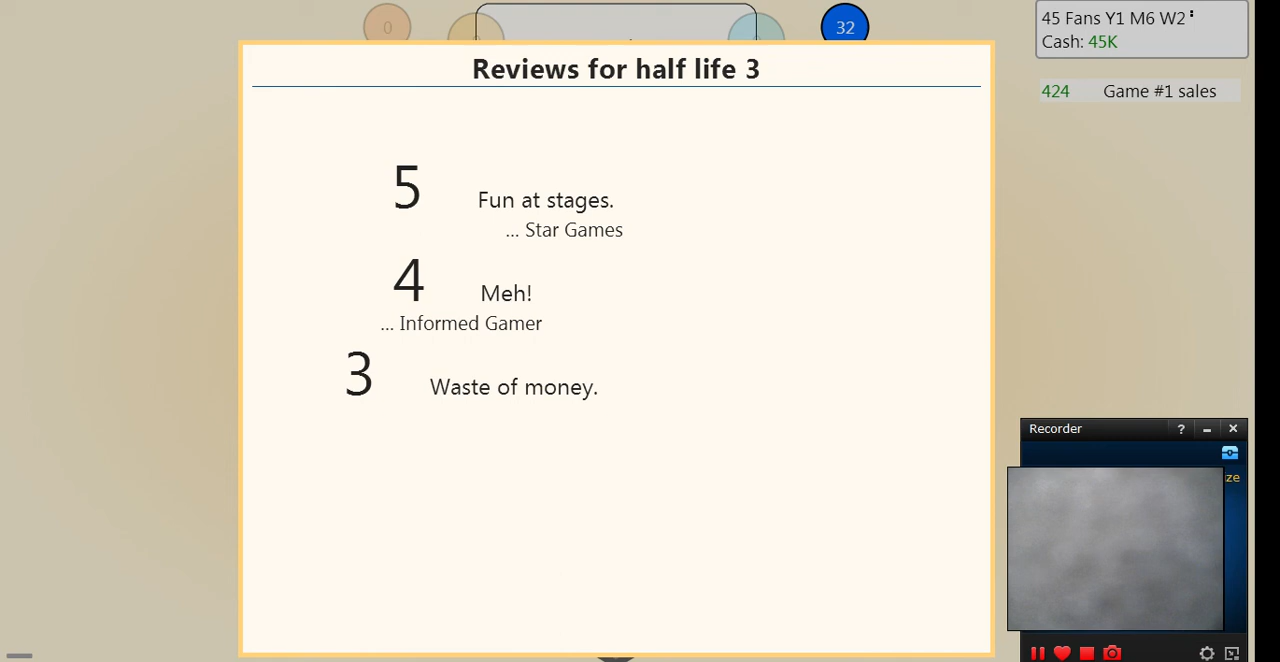 0
32
45 Fans Y1 M6 W2
Cash: 45K
424 Game #1 sales
Reviews for half life 3
5 Fun at stages.
... Star Games
4 Meh!
... Informed Gamer
3 Waste of money.
Recorder
ze